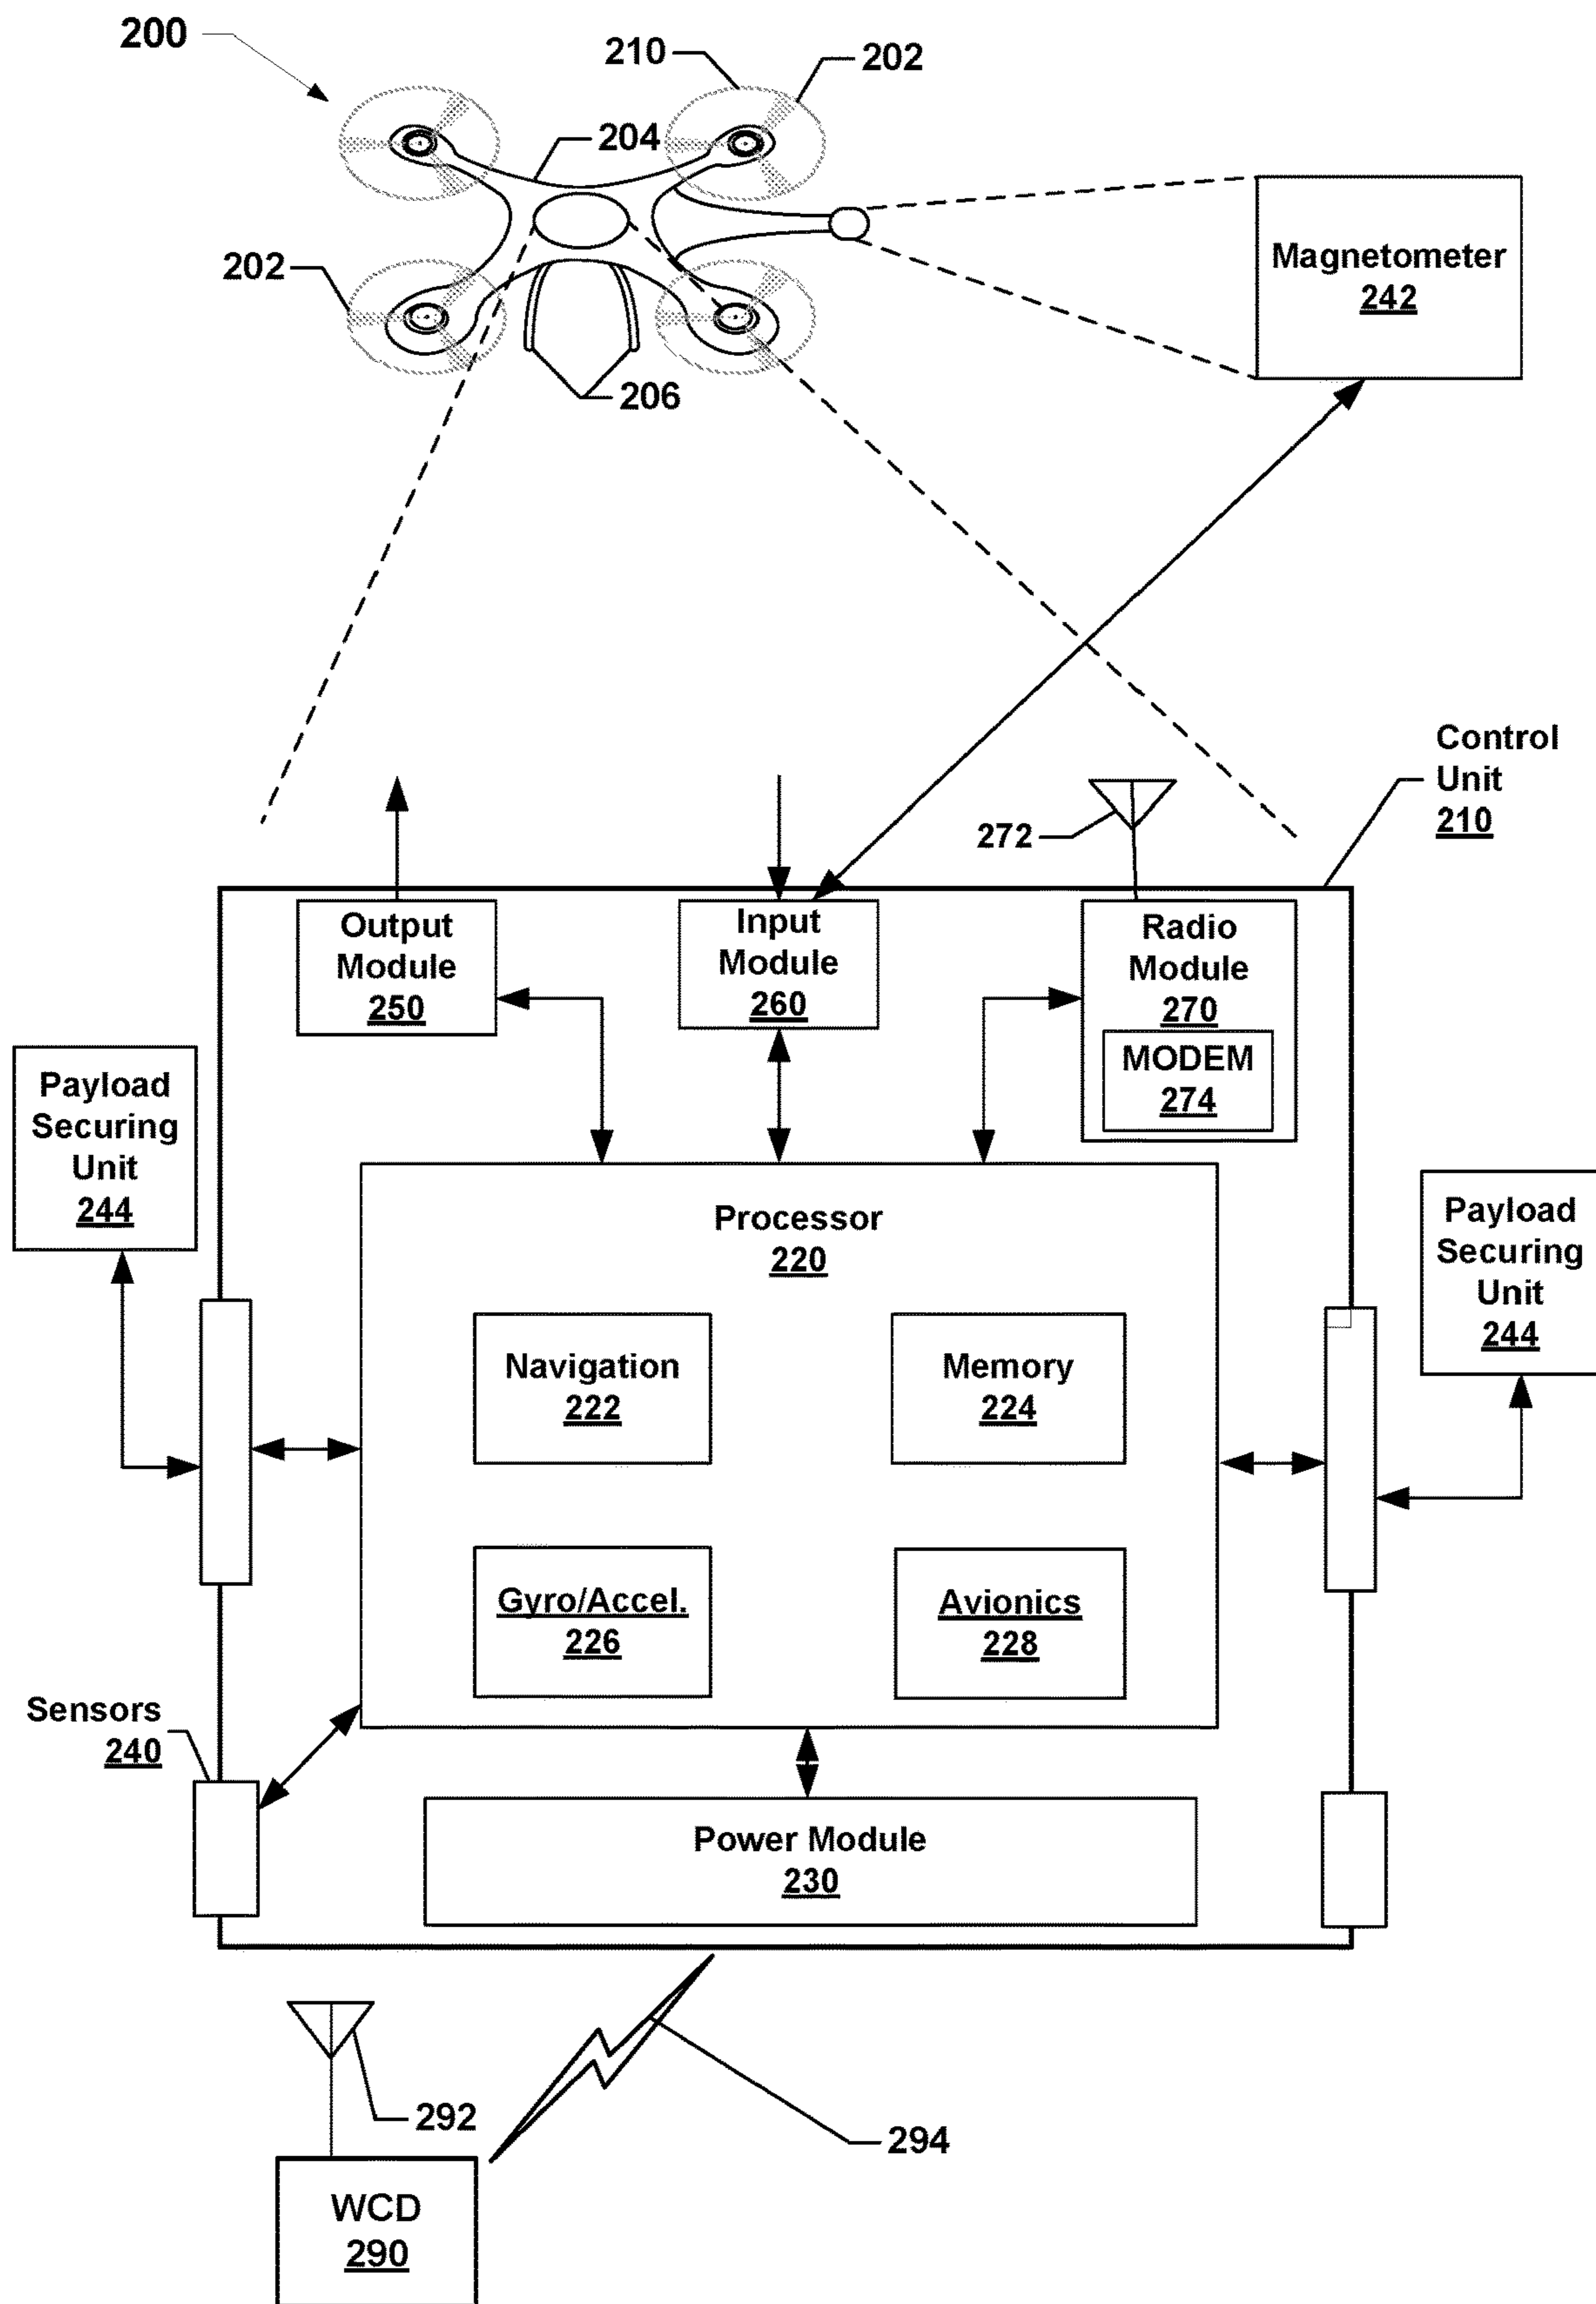 200
210
202
204
202
206
Magnetometer
242
Control
Unit
210
272
Output
Module
250
Input
Module
260
Radio
Module
270
MODEM
274
Payload
Securing
Unit
244
Payload
Securing
Unit
244
Processor
220
Navigation
222
Memory
224
Gyro/Accel.
226
Avionics
228
Sensors
240
Power Module
230
292
294
WCD
290